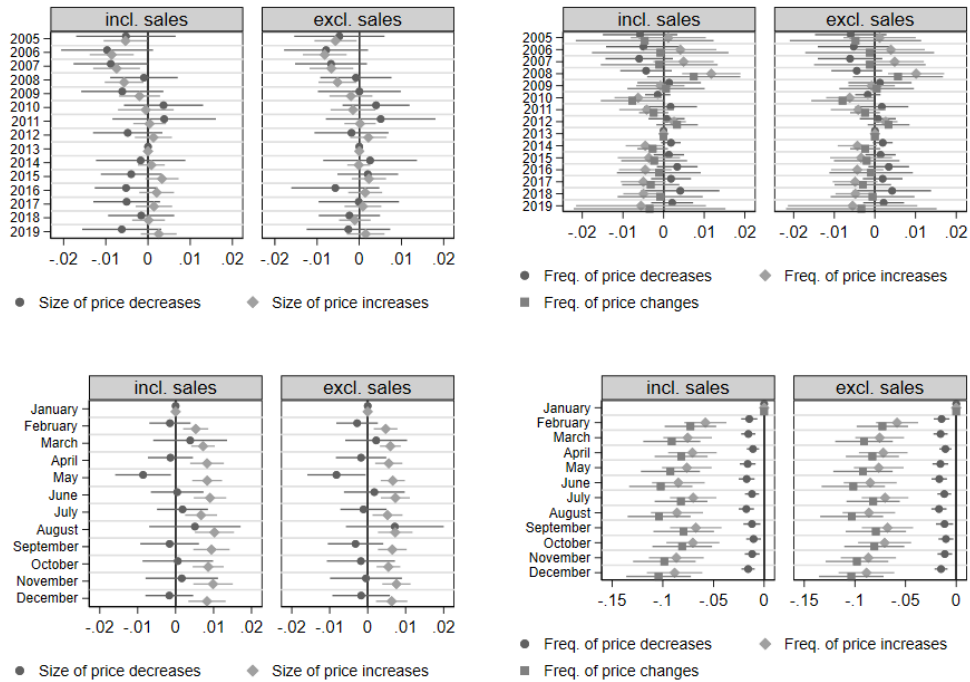 incl. sales excl. sales
2005
2006
2007
2008
2009
2010
2011
2012
2013
2014
2015
2016
2017
2018
2019
-.02 -.01 0 .01 .02 -.02 -.01 0 .01 .02
Size of price decreases Size of price increases
incl. sales excl. sales
2005
2006
2007
2008
2009
2010
2011
2012
2013
2014
2015
2016
2017
2018
2019
-.02 -.01 0 .01 .02 -.02 -.01 0 .01 .02
Freq. of price decreases Freq. of price increases
Freq. of price changes
incl. sales excl. sales
January
February
March
April
May
June
July
August
September
October
November
December
-.02 -.01 0 .01 .02 -.02 -.01 0 .01 .02
Size of price decreases Size of price increases
incl. sales excl. sales
January
February
March
April
May
June
July
August
September
October
November
December
-.15 -.1 -.05 0 -.15 -.1 -.05 0
Freq. of price decreases Freq. of price increases
Freq. of price changes